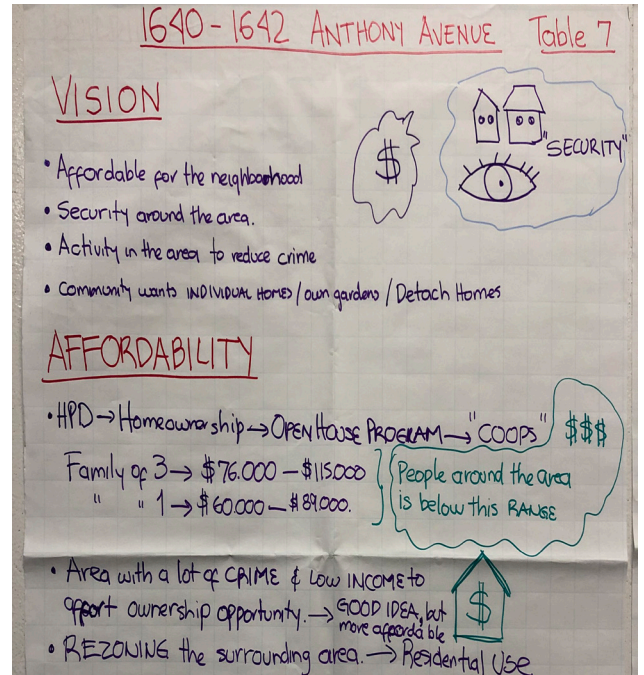 1640-1642 ANTHONY AVENUE Table 7
VISION
"SECURITY"
$
• Affordable for the neighborhood
• Security around the area.
• Activity in the area to reduce crime
• Community wants INDIVIDUAL HOMES/own gardens/Detach Homes
AFFORDABILITY
• HPD→Homeownership→OPEN HOUSE PROGRAM→"COOPS" $$$
Family of 3→$76.000-$115.000
" " 1→$60.000-$89.000.
People around the area
is below this RANGE
• Area with a lot of CRIME & LOW INCOME to
opport ownership opportunity.→GOOD IDEA, but
more affordable
$
• REZONING the surrounding area.→Residential Use